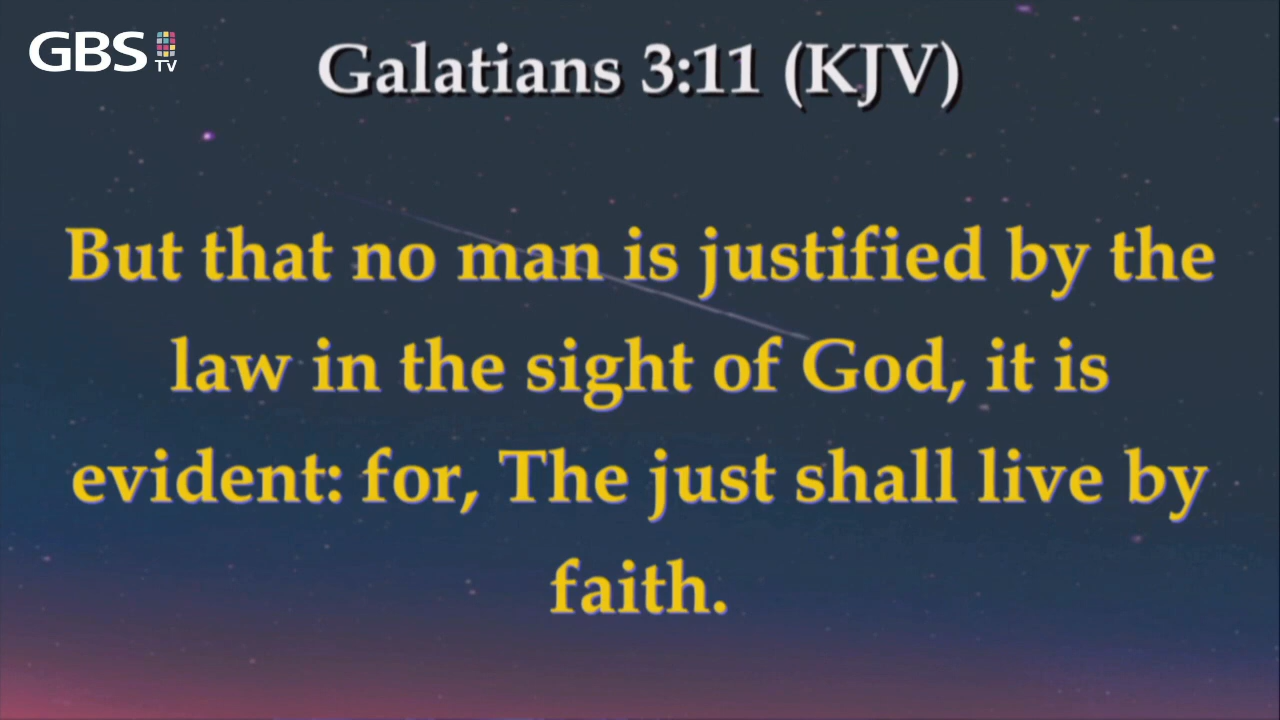 GBS TV
Galatians 3:11 (KJV)
But that no man is justified by the
law in the sight of God, it is
evident: for, The just shall live by
faith.